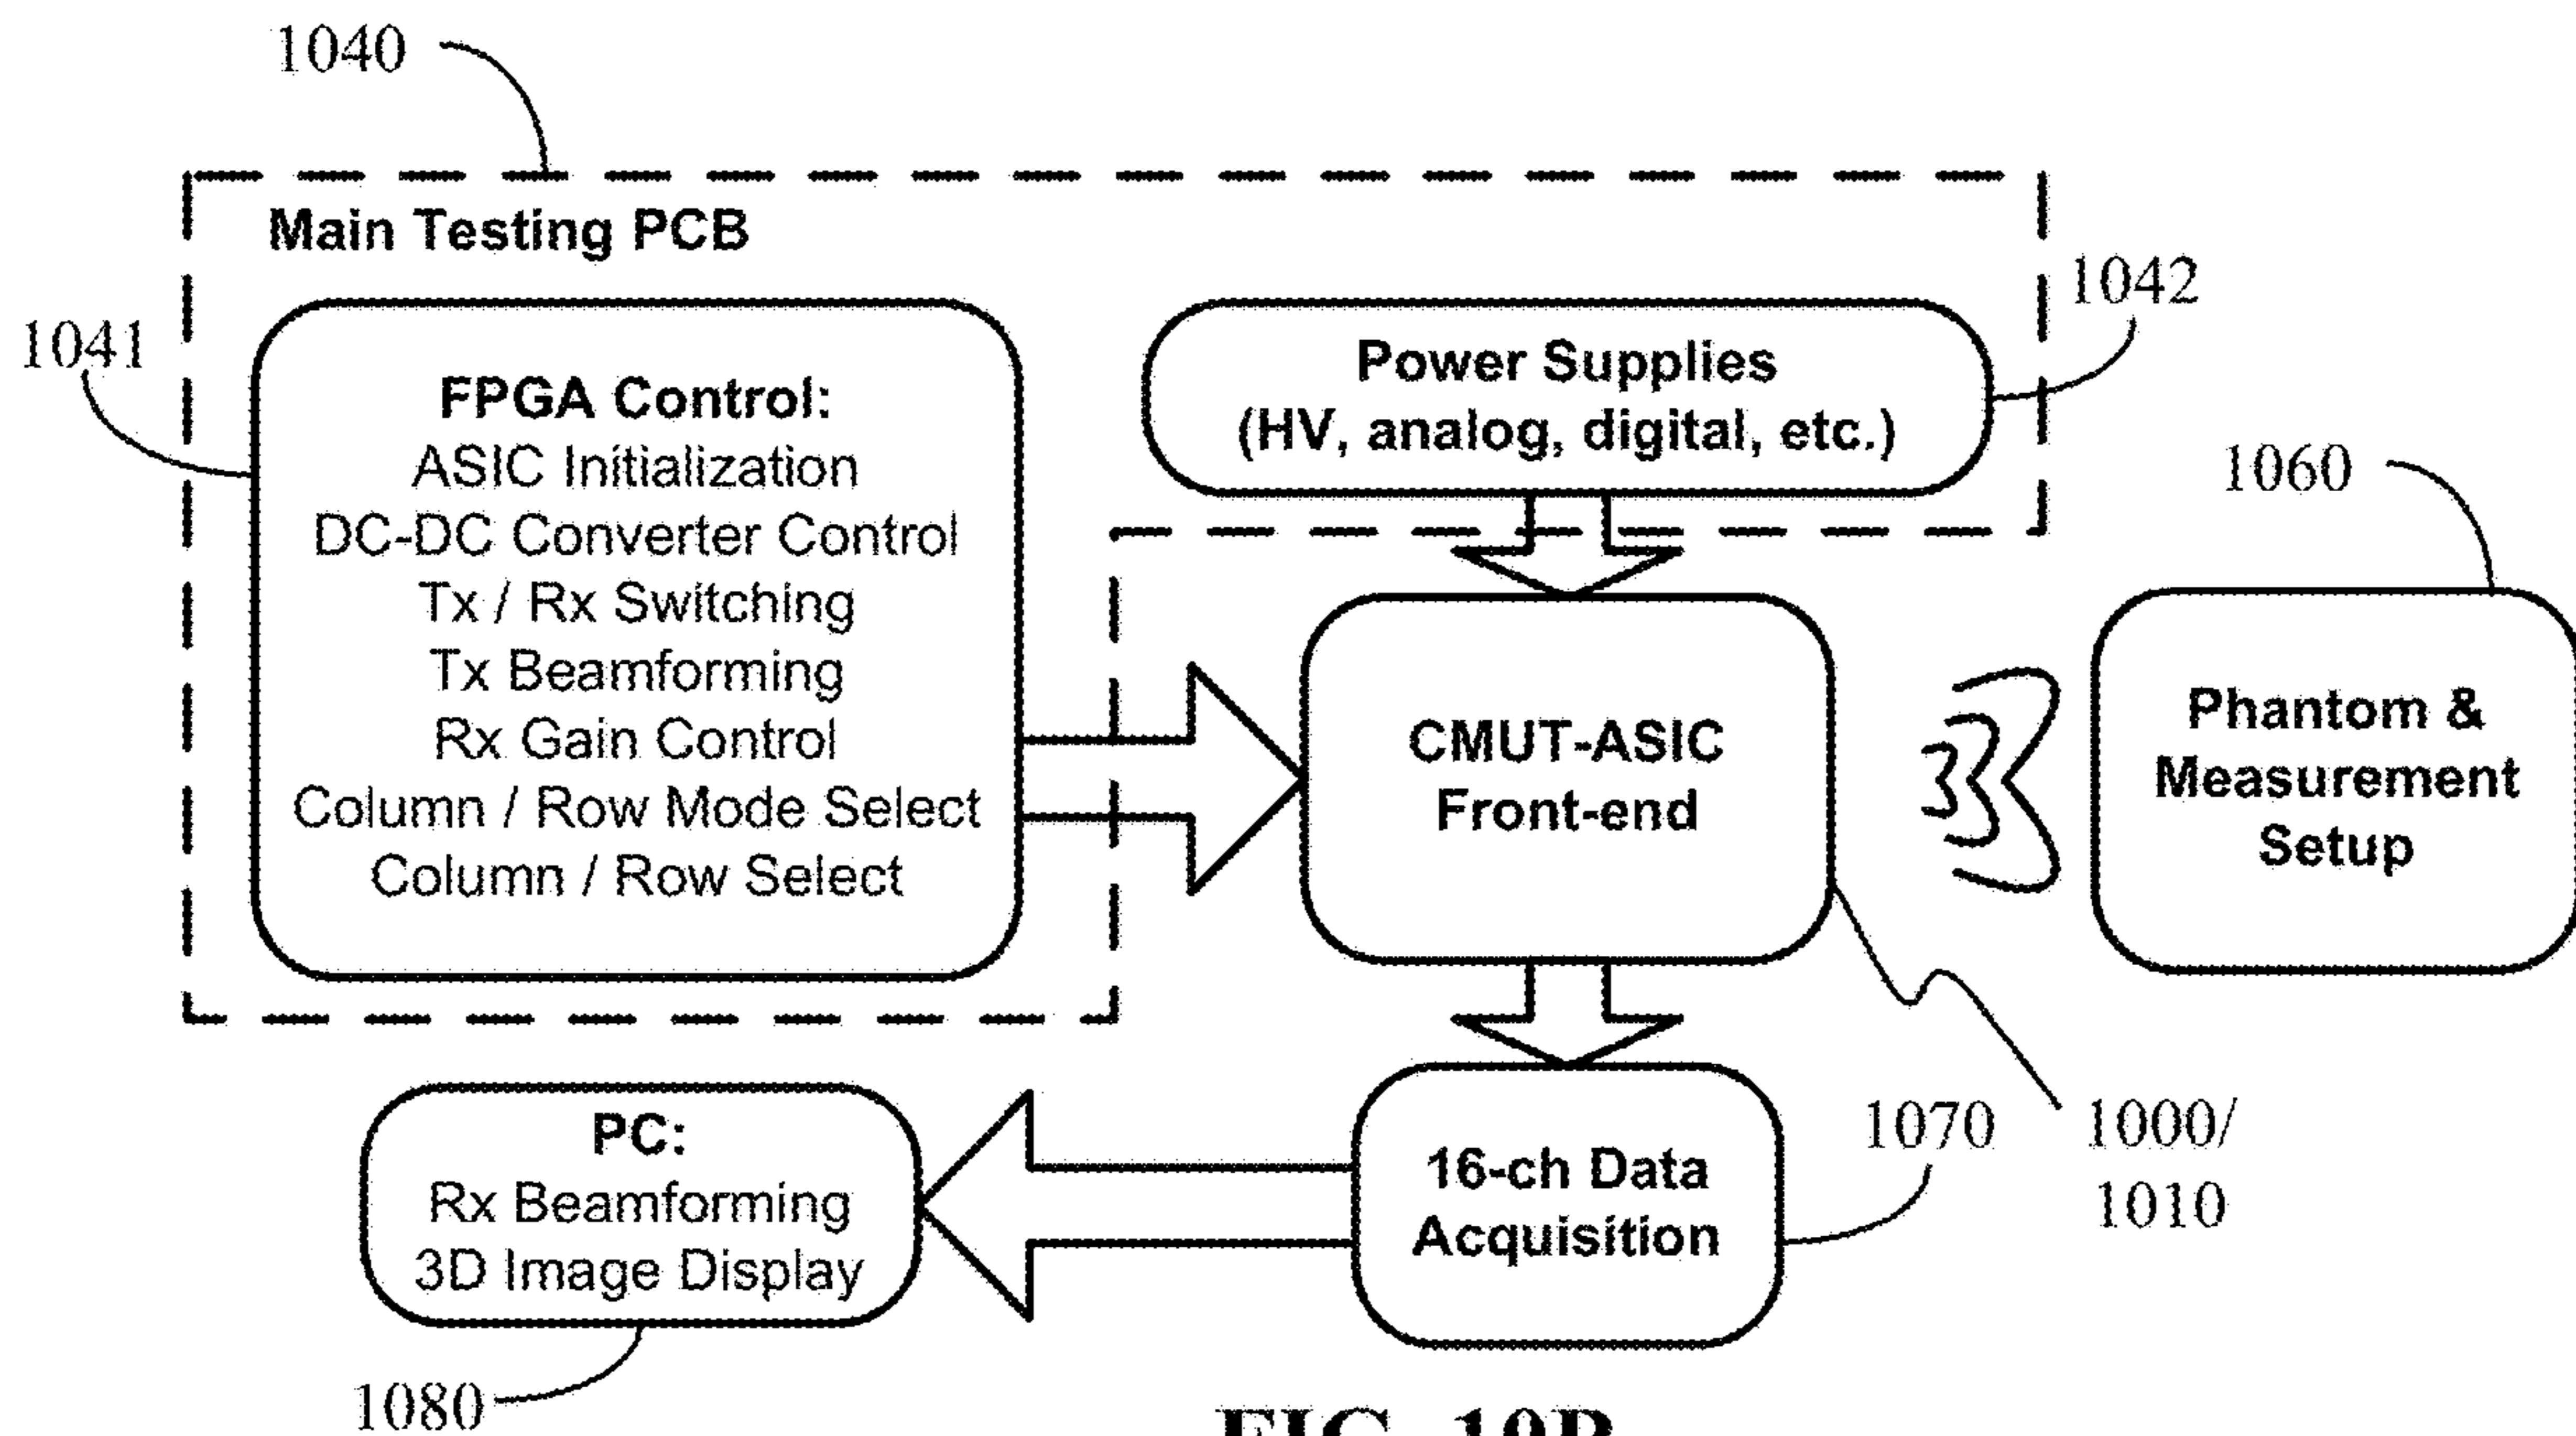 1040
Main Testing PCB
1041
FPGA Control:
ASIC Initialization
DC-DC Converter Control
Tx / Rx Switching
Tx Beamforming
Rx Gain Control
Column / Row Mode Select
Column / Row Select
Power Supplies
(HV, analog, digital, etc.)
1042
1060
CMUT-ASIC
Front-end
Phantom &
Measurement
Setup
PC:
Rx Beamforming
3D Image Display
1080
16-ch Data
Acquisition
1070
1000/
1010
FIG. 10B